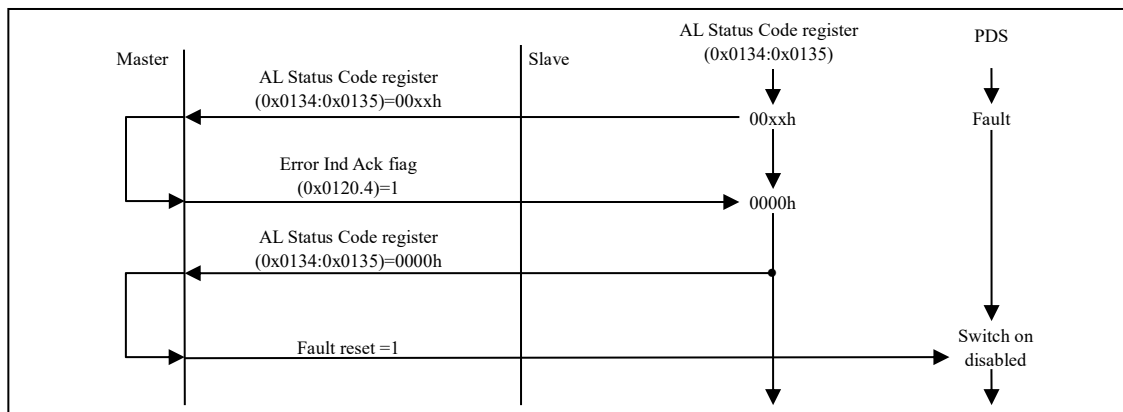 AL Status Code register
(0x0134:0x0135)
PDS
Master
Slave
AL Status Code register
(0x0134:0x0135)=00xxh
00xxh
Fault
Error Ind Ack fiag
(0x0120.4)=1
0000h
AL Status Code register
(0x0134:0x0135)=0000h
Fault reset =1
Switch on
disabled